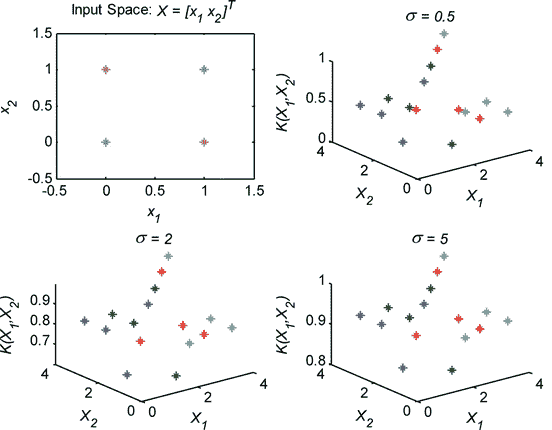 Input Space: X = [x1 x2]^T
1.5
1
0.5
0
-0.5
-0.5 0 0.5 1 1.5
x2
x1
σ = 0.5
1
0.5
0
K(X1,X2)
4
2
0
0
2
4
X2
X1
σ = 2
0.9
0.8
0.7
K(X1,X2)
4
2
0
0
2
4
X2
X1
σ = 5
1
0.9
0.8
K(X1,X2)
4
2
0
0
2
4
X2
X1